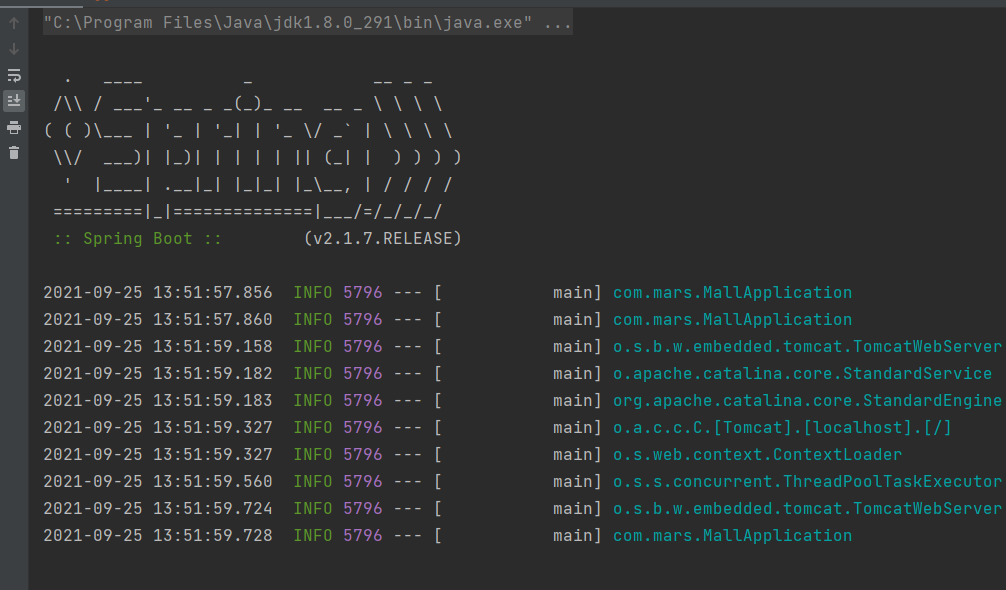 "C:\Program Files\Java\jdk1.8.0_291\bin\java.exe" ...
  .   ____          _            __ _ _
 /\\ / ___'_ __ _ _(_)_ __  __ _ \ \ \ \
( ( )\___ | '_ | '_| | '_ \/ _` | \ \ \ \
 \\/  ___)| |_)| | | | | || (_| |  ) ) ) )
  '  |____| .__|_| |_|_| |_\__, | / / / /
 =========|_|==============|___/=/_/_/_/
 :: Spring Boot ::        (v2.1.7.RELEASE)
2021-09-25 13:51:57.856  INFO 5796 --- [           main] com.mars.MallApplication
2021-09-25 13:51:57.860  INFO 5796 --- [           main] com.mars.MallApplication
2021-09-25 13:51:59.158  INFO 5796 --- [           main] o.s.b.w.embedded.tomcat.TomcatWebServer
2021-09-25 13:51:59.182  INFO 5796 --- [           main] o.apache.catalina.core.StandardService
2021-09-25 13:51:59.183  INFO 5796 --- [           main] org.apache.catalina.core.StandardEngine
2021-09-25 13:51:59.327  INFO 5796 --- [           main] o.a.c.c.C.[Tomcat].[localhost].[/]
2021-09-25 13:51:59.327  INFO 5796 --- [           main] o.s.web.context.ContextLoader
2021-09-25 13:51:59.560  INFO 5796 --- [           main] o.s.s.concurrent.ThreadPoolTaskExecutor
2021-09-25 13:51:59.724  INFO 5796 --- [           main] o.s.b.w.embedded.tomcat.TomcatWebServer
2021-09-25 13:51:59.728  INFO 5796 --- [           main] com.mars.MallApplication